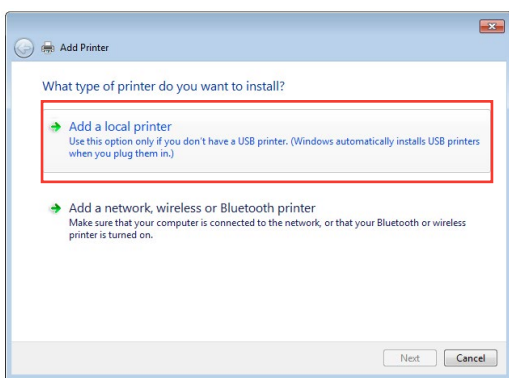 Add Printer
What type of printer do you want to install?
Add a local printer
Use this option only if you don't have a USB printer. (Windows automatically installs USB printers
when you plug them in.)
Add a network, wireless or Bluetooth printer
Make sure that your computer is connected to the network, or that your Bluetooth or wireless
printer is turned on.
Next Cancel